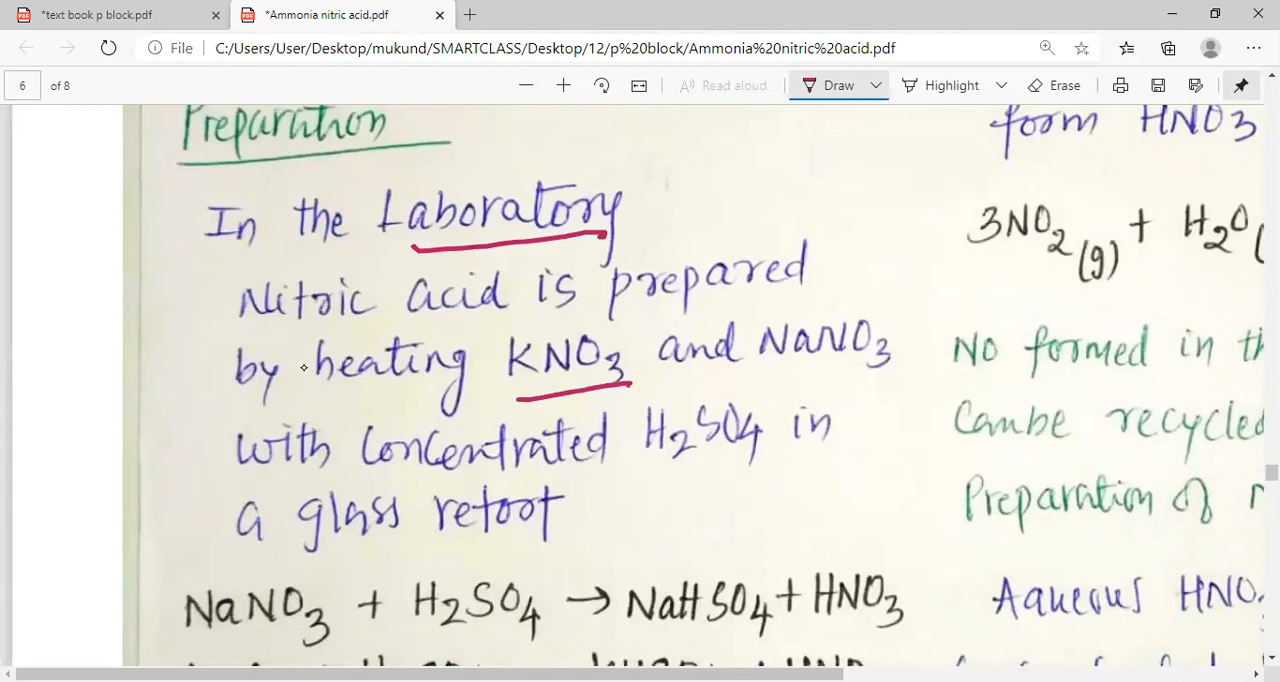 *text book p block.pdf
*Ammonia nitric acid.pdf
File
C:/Users/User/Desktop/mukund/SMARTCLASS/Desktop/12/p%20block/Ammonia%20nitric%20acid.pdf
6 of 8
Read aloud
Draw
Highlight
Erase
Preparation
In the Laboratory
Nitric acid is prepared
by heating KNO3 and NaNO3
with concentrated H2SO4 in
a glass retort
NaNO3 + H2SO4 → NaHSO4 + HNO3
form HNO3
3NO2(g) + H2O(
NO formed in th
Canbe recycled
Preparation of
Aqueous HNO